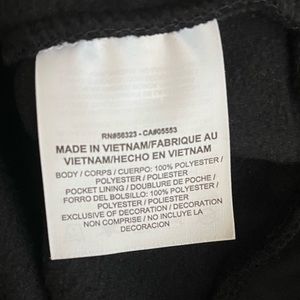 RN#56323 - CA#05553
MADE IN VIETNAM/FABRIQUE AU
VIETNAM/HECHO EN VIETNAM
BODY / CORPS / CUERPO: 100% POLYESTER /
POLYESTER / POLIESTER
POCKET LINING / DOUBLURE DE POCHE /
FORRO DEL BOLSILLO: 100% POLYESTER /
POLYESTER / POLIESTER
EXCLUSIVE OF DECORATION / DECORATION
NON COMPRISE / NO INCLUYE LA
DECORACION